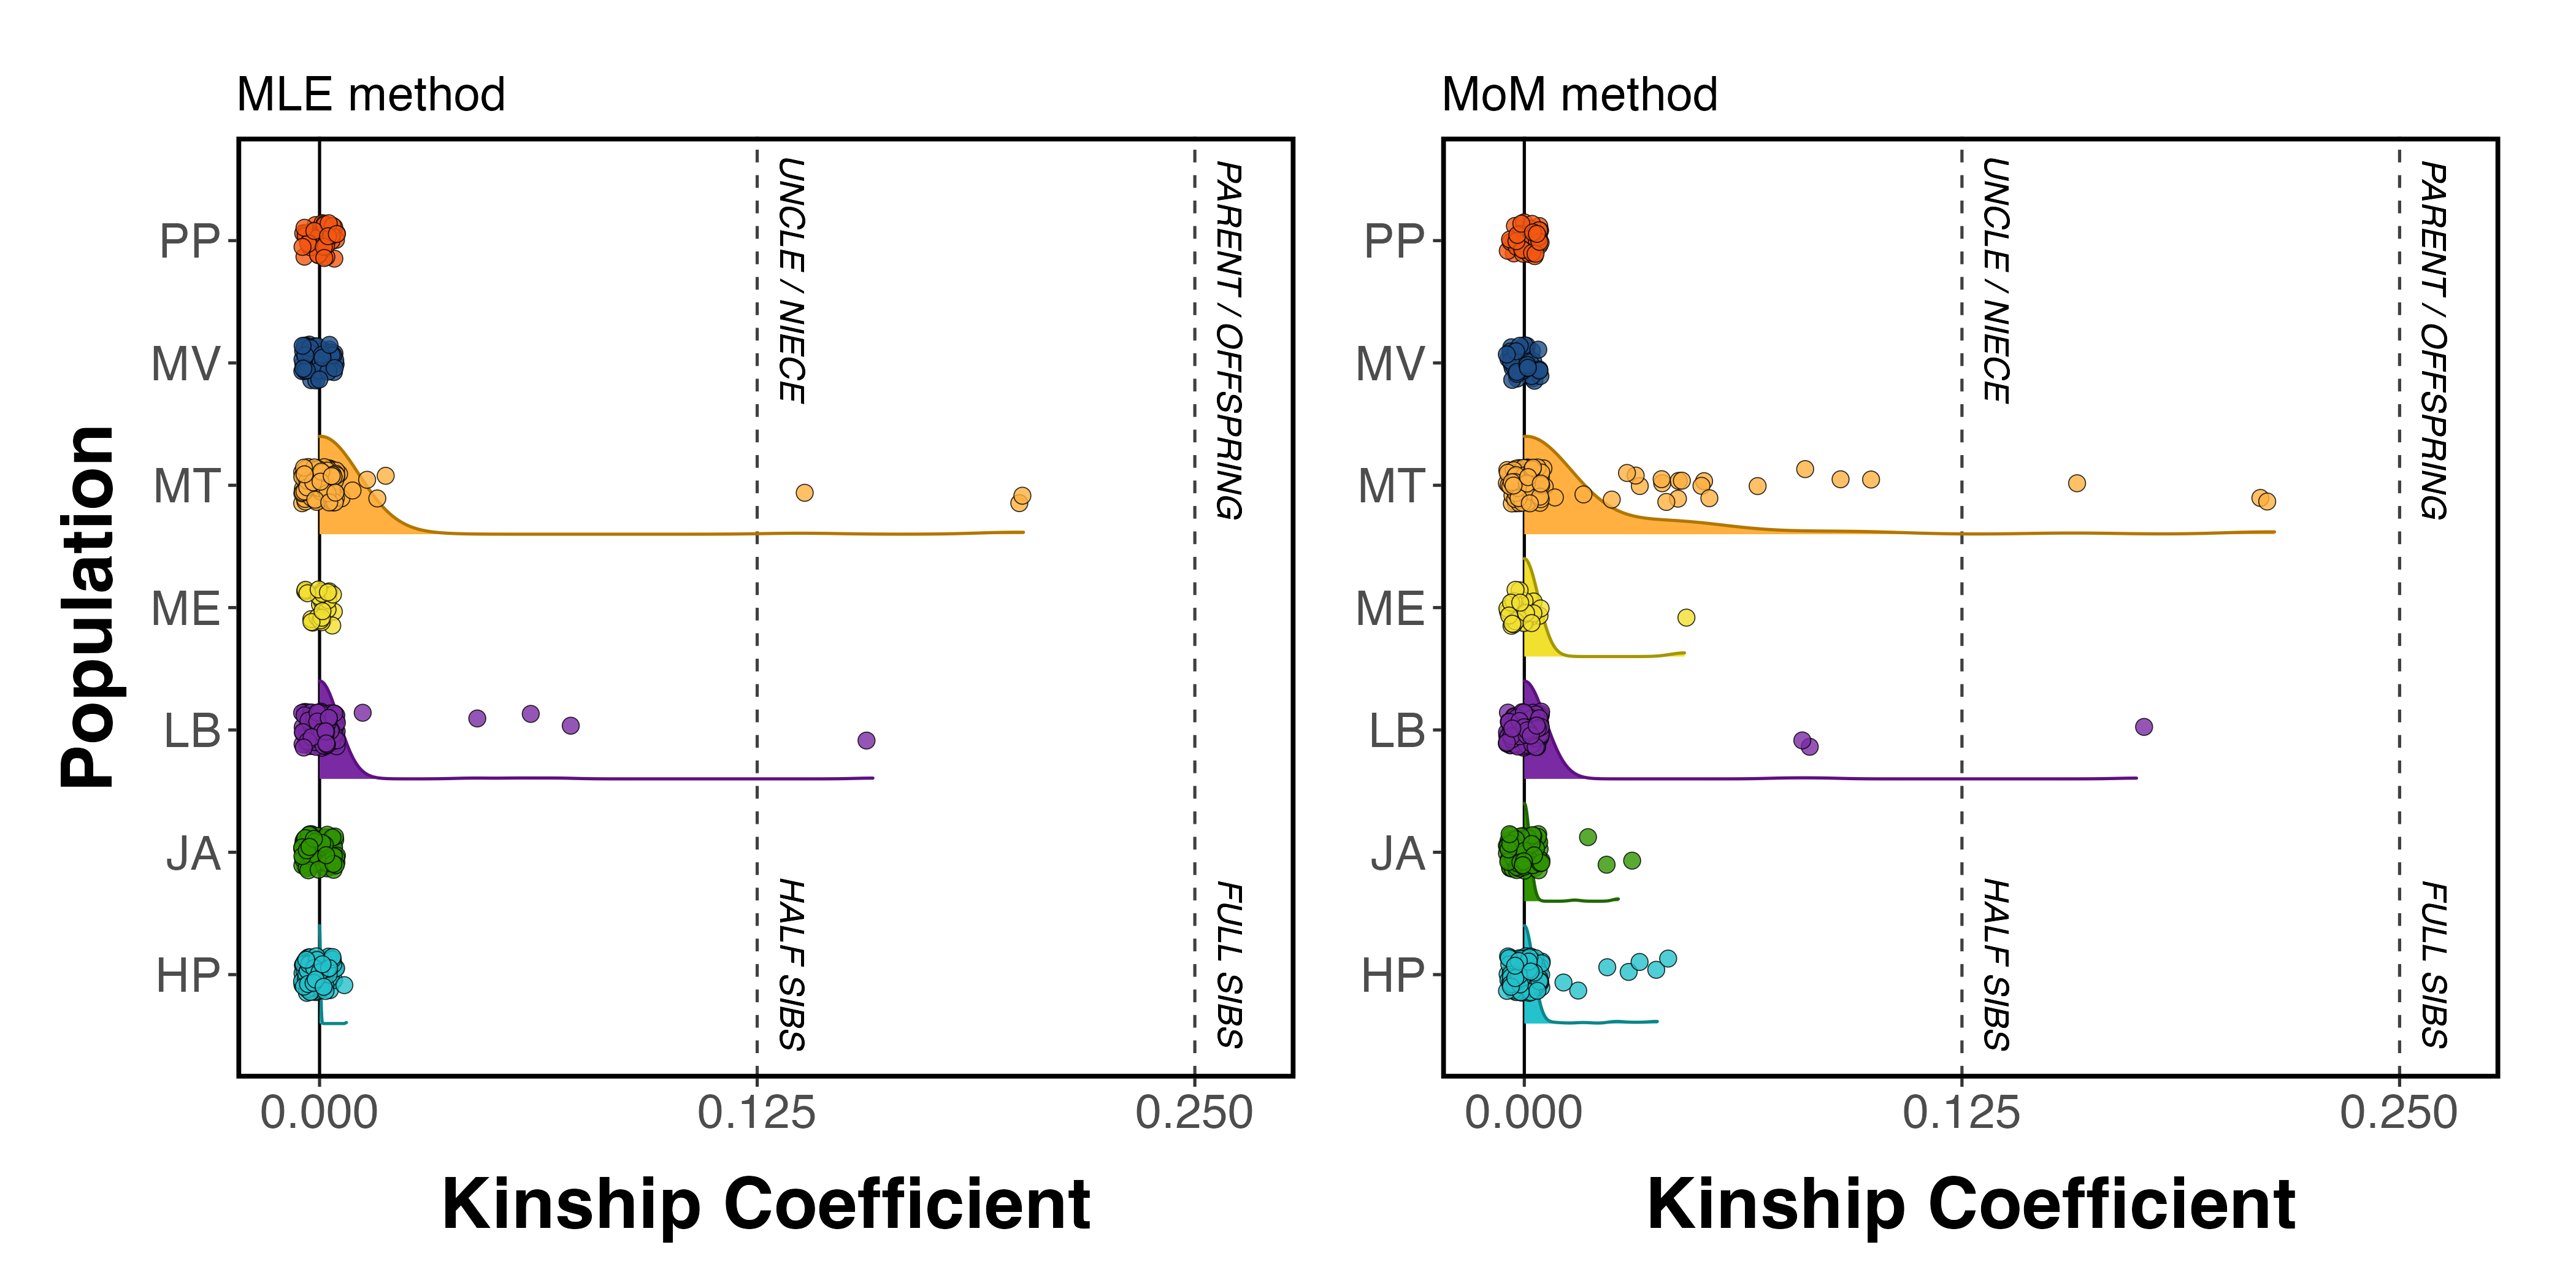 MLE method
Population
PP
MV
MT
ME
LB
JA
HP
UNCLE / NIECE
HALF SIBS
PARENT / OFFSPRING
FULL SIBS
0.000
0.125
0.250
Kinship Coefficient
MoM method
PP
MV
MT
ME
LB
JA
HP
UNCLE / NIECE
HALF SIBS
PARENT / OFFSPRING
FULL SIBS
0.000
0.125
0.250
Kinship Coefficient